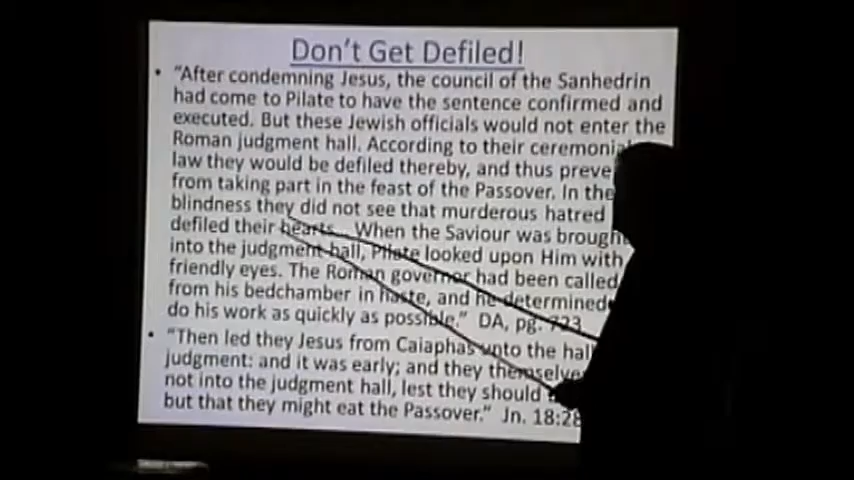 Don't Get Defiled!
• "After condemning Jesus, the council of the Sanhedrin
had come to Pilate to have the sentence confirmed and
executed. But these Jewish officials would not enter the
Roman judgment hall. According to their ceremonial
law they would be defiled thereby, and thus preve
from taking part in the feast of the Passover. In the
blindness they did not see that murderous hatred
defiled their hearts... When the Saviour was brough
into the judgment hall, Pilate looked upon Him with
friendly eyes. The Roman governor had been called
from his bedchamber in haste, and he determined
do his work as quickly as possible." DA, pg. 723
• "Then led they Jesus from Caiaphas unto the hall
judgment: and it was early; and they themselve
not into the judgment hall, lest they should
but that they might eat the Passover." Jn. 18:28